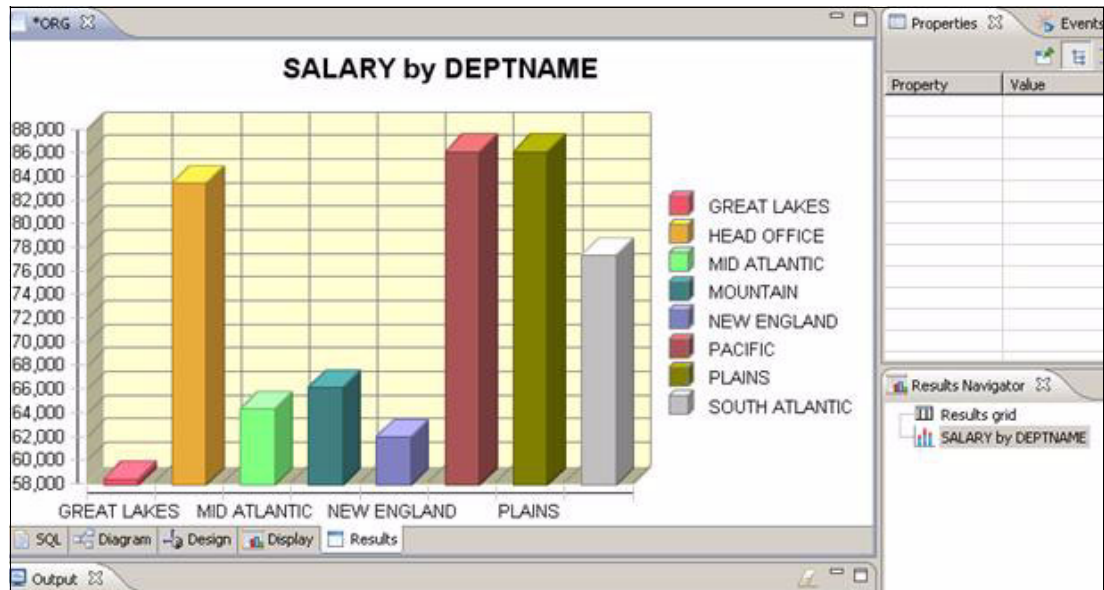 *ORG
Properties
Events
SALARY by DEPTNAME
Property
Value
88,000
86,000
84,000
82,000
80,000
78,000
76,000
74,000
72,000
70,000
68,000
66,000
64,000
62,000
60,000
58,000
GREAT LAKES
MID ATLANTIC
NEW ENGLAND
PLAINS
GREAT LAKES
HEAD OFFICE
MID ATLANTIC
MOUNTAIN
NEW ENGLAND
PACIFIC
PLAINS
SOUTH ATLANTIC
Results Navigator
Results grid
SALARY by DEPTNAME
SQL
Diagram
Design
Display
Results
Output